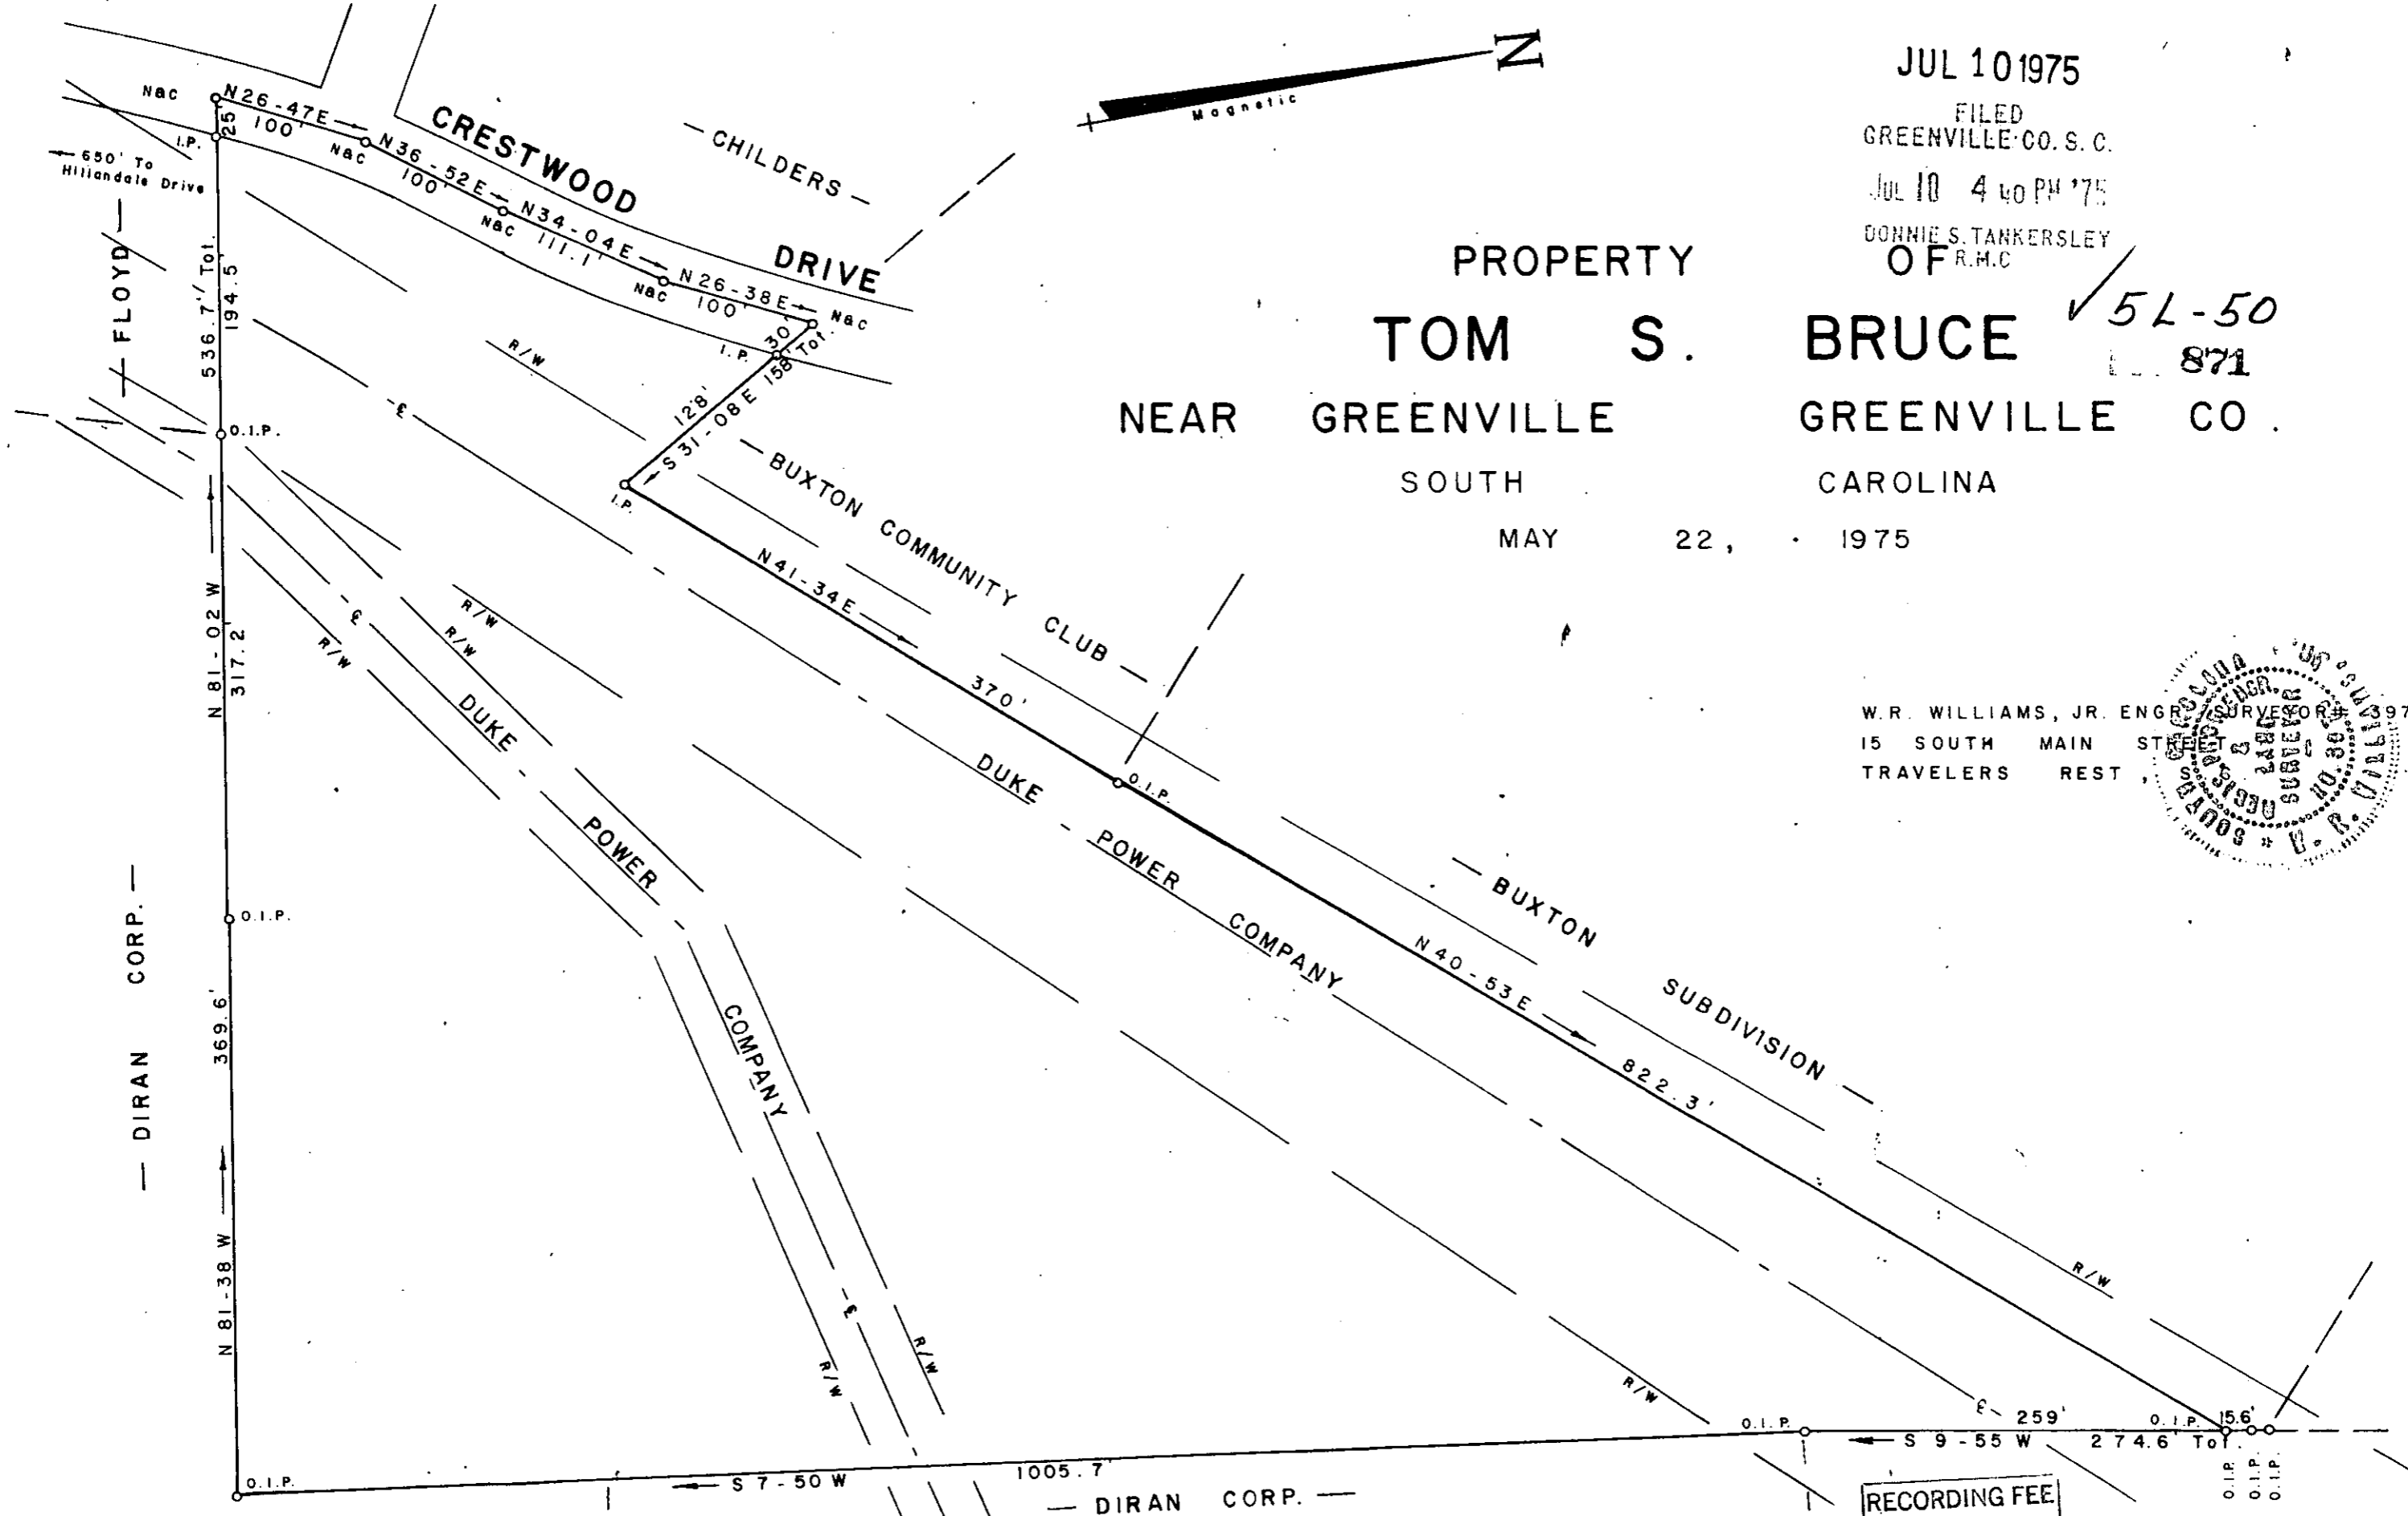 JUL 10 1975
FILED
GREENVILLE CO. S. C.
JUL 10 4 40 PM '75
DONNIE S. TANKERSLEY
R.M.C
PROPERTY OF
TOM S. BRUCE
5L-50
871
NEAR GREENVILLE GREENVILLE CO.
SOUTH CAROLINA
MAY 22, 1975
N
Magnetic
W.R. WILLIAMS, JR. ENGR./SURVEYOR# 397
15 SOUTH MAIN STREET
TRAVELERS REST, S
N&C
N26-47E
100'
25'
I.P.
← 650' To
Hillandale Drive
N&C
N36-52E
100'
N&C
N34-04E
111.1'
N&C
N26-38E
100'
N&C
CRESTWOOD
DRIVE
— CHILDERS —
— FLOYD —
536.7' Tot.
194.5'
O.I.P.
30'
158' Tot.
I.P.
128'
S 31-08 E
I.P.
R/W
— BUXTON COMMUNITY CLUB —
N41-34E
370'
O.I.P.
N 81-02 W
317.2'
R/W
R/W
R/W
DUKE POWER COMPANY
DUKE - POWER COMPANY
O.I.P.
— DIRAN CORP. —
369.6'
N 81-38 W
— BUXTON SUBDIVISION —
N 40-53 E
822.3'
R/W
R/W
R/W
R/W
O.I.P.
S 7-50 W
1005.7'
— DIRAN CORP. —
O.I.P.
259'
O.I.P.
15.6'
S 9-55 W
274.6' Tot.
O.I.P.
O.I.P.
O.I.P.
RECORDING FEE